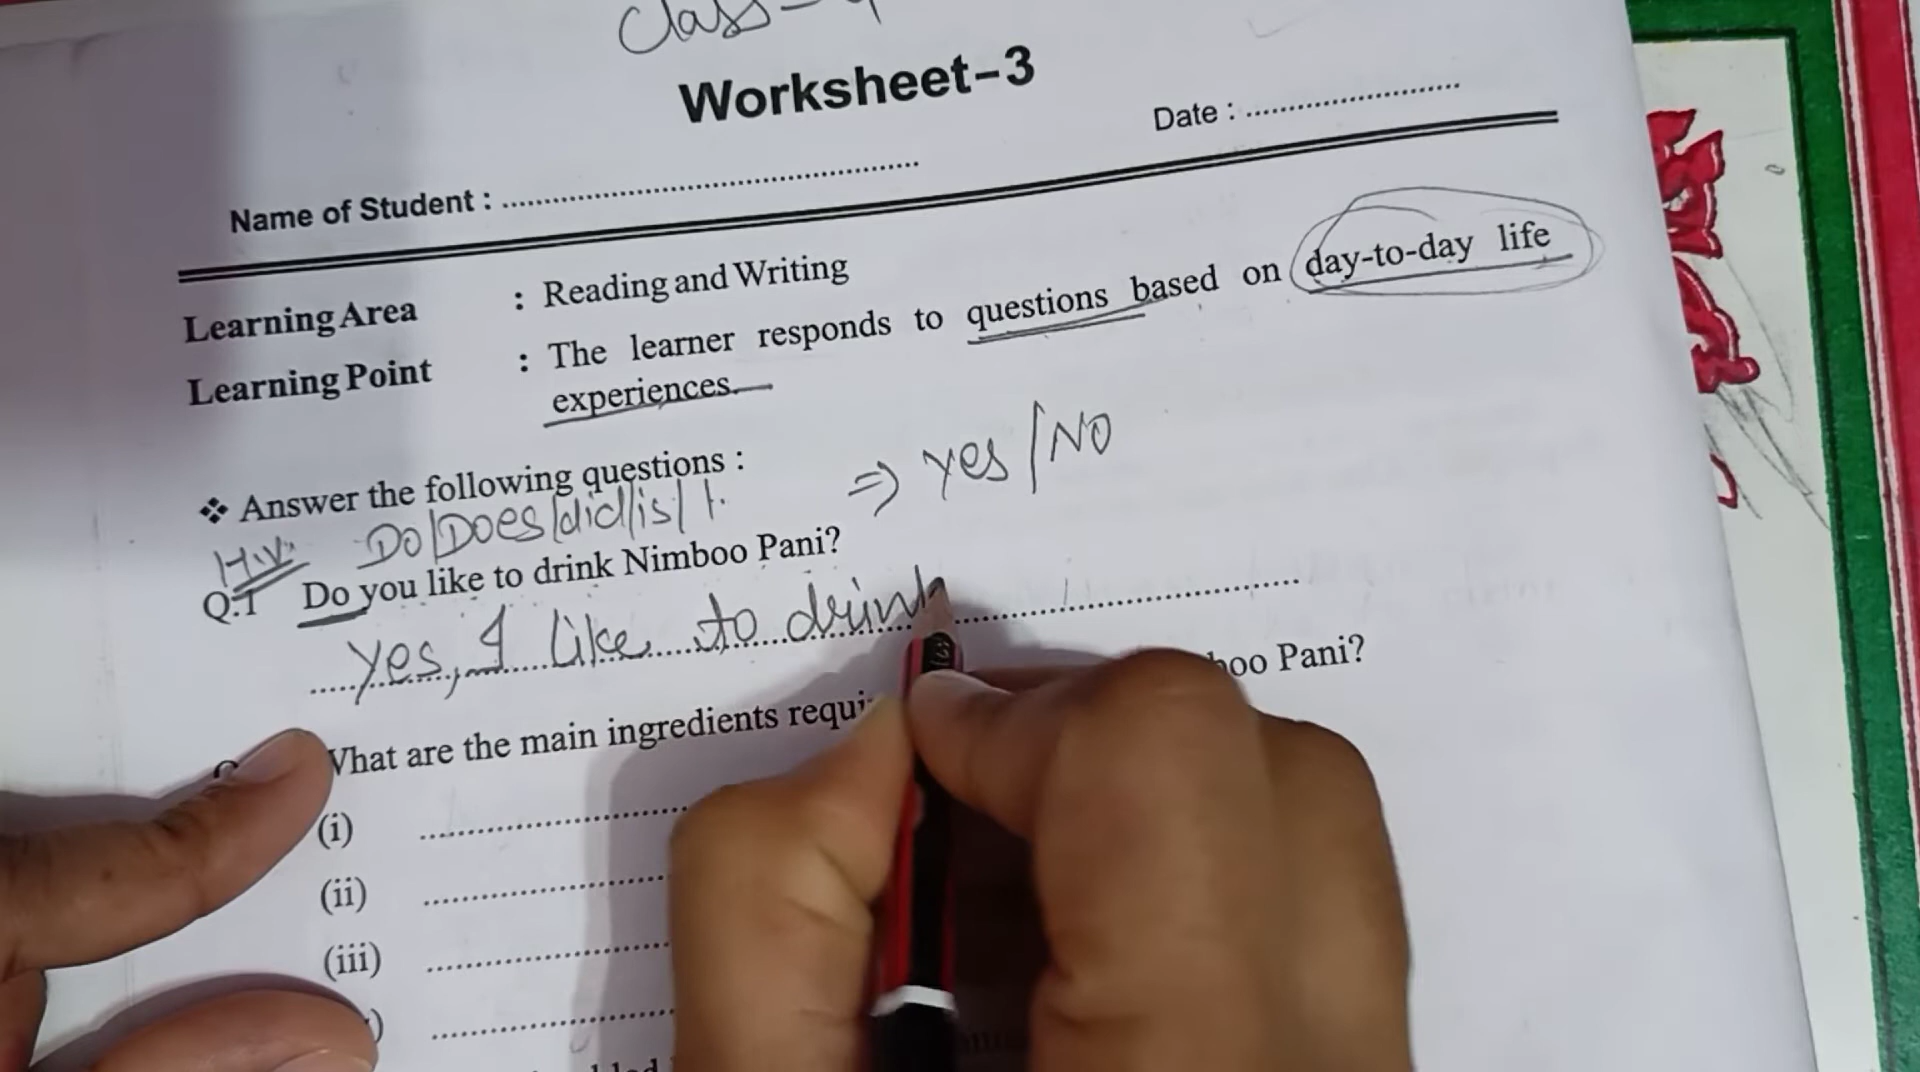 Class-
Worksheet-3
Date : ..........................
Name of Student : ..................................................
Learning Area : Reading and Writing
Learning Point : The learner responds to questions based on day-to-day life
experiences.
❖ Answer the following questions :
⇒ Yes/No
H.V. Do/Does/did/is/
Q.1 Do you like to drink Nimboo Pani?
Yes, I like to drink
What are the main ingredients Pani?
(i) ..........................
(ii) ..........................
(iii) ..........................